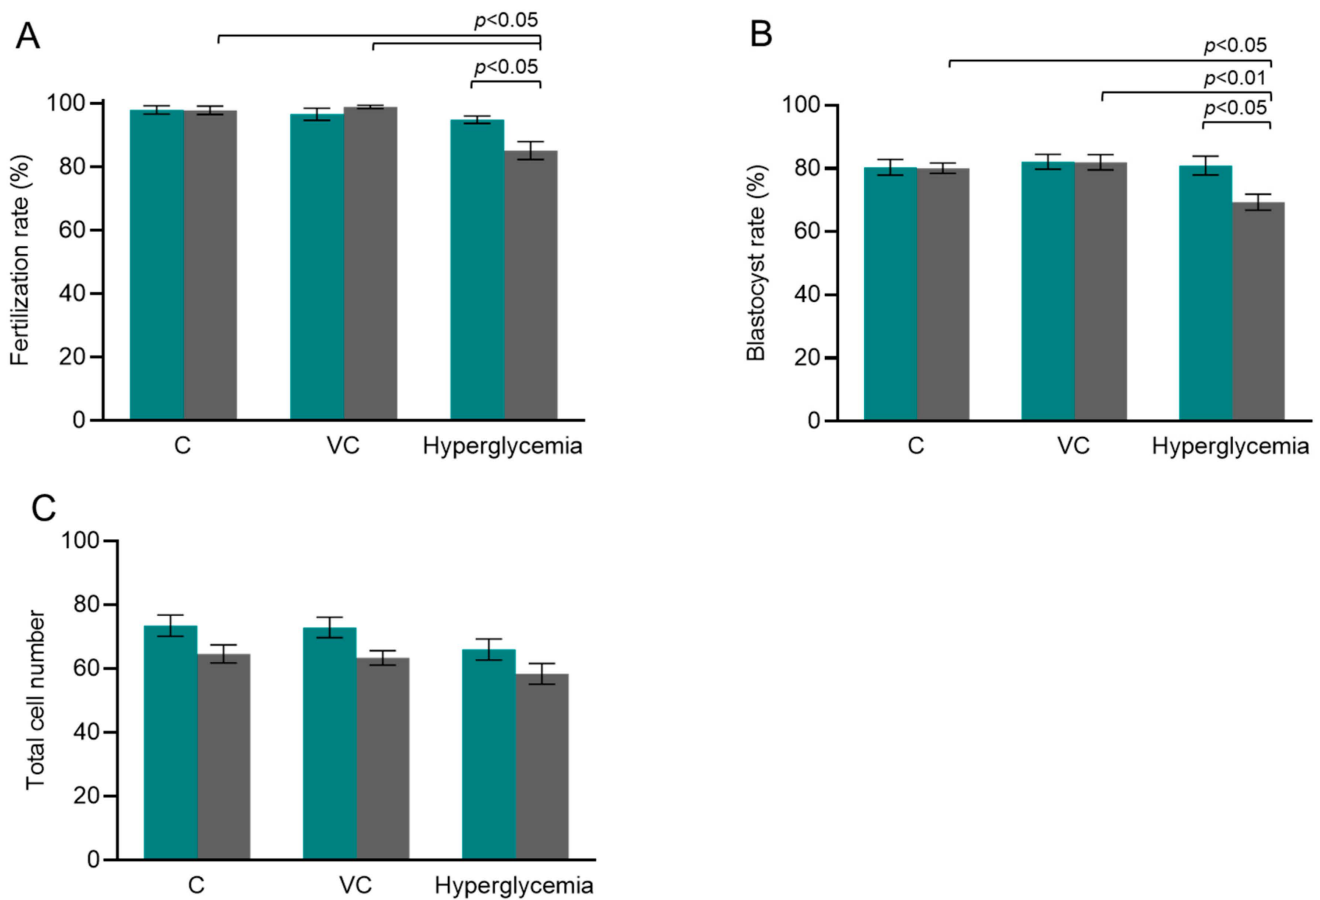 A
p<0.05
p<0.05
Fertilization rate (%)
100
80
60
40
20
0
C
VC
Hyperglycemia
B
p<0.05
p<0.01
p<0.05
Blastocyst rate (%)
100
80
60
40
20
0
C
VC
Hyperglycemia
C
Total cell number
100
80
60
40
20
0
C
VC
Hyperglycemia